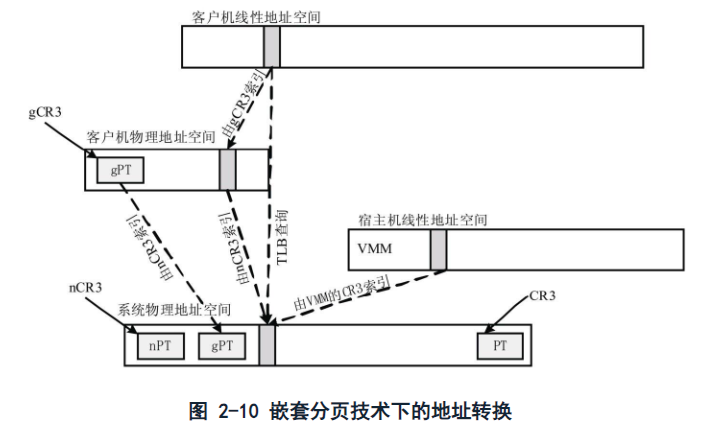 客户机线性地址空间
由gCR3索引
gCR3
客户机物理地址空间
gPT
由nCR3索引
由nCR3索引
TLB查询
宿主机线性地址空间
VMM
由VMM的CR3索引
nCR3
系统物理地址空间
CR3
nPT
gPT
PT
图 2-10 嵌套分页技术下的地址转换